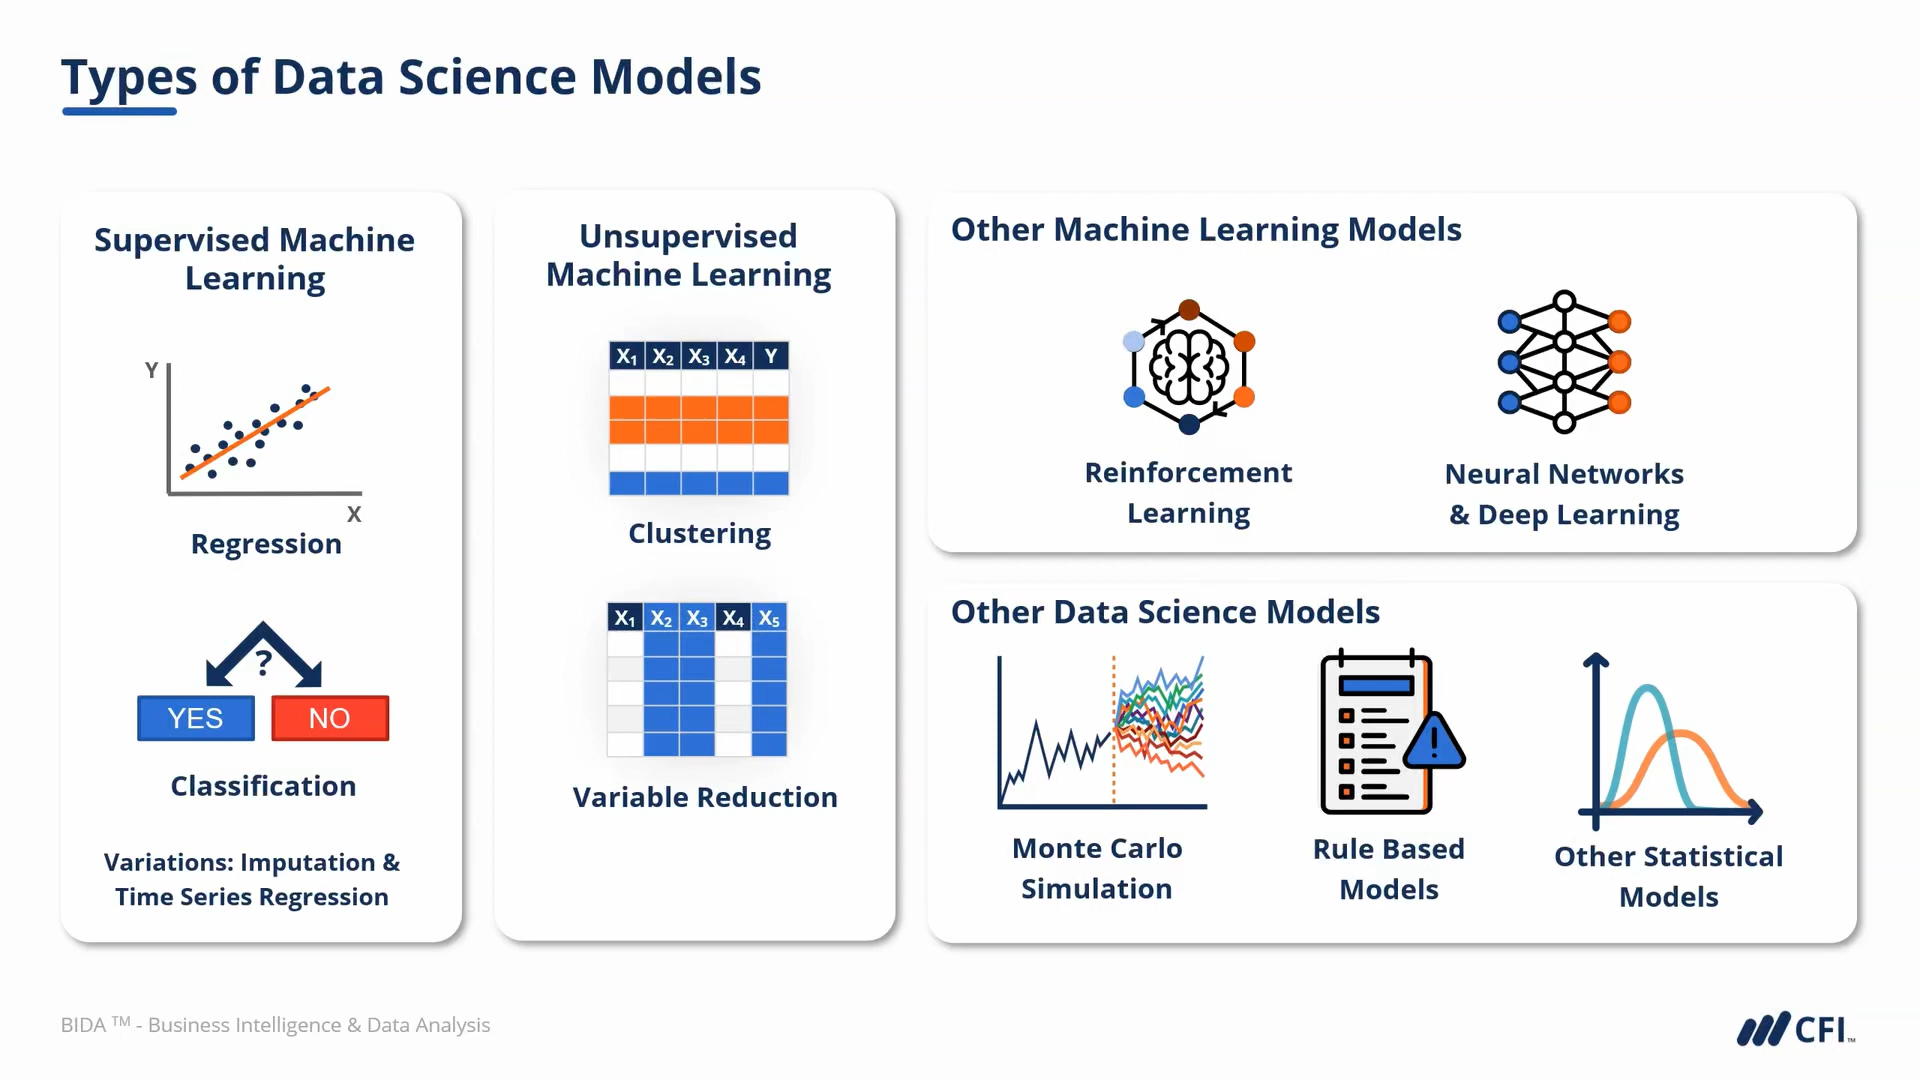 Types of Data Science Models
Supervised Machine
Learning
Y
X
Regression
?
YES NO
Classification
Variations: Imputation &
Time Series Regression
Unsupervised
Machine Learning
X₁ X₂ X₃ X₄ Y
Clustering
X₁ X₂ X₃ X₄ X₅
Variable Reduction
Other Machine Learning Models
Reinforcement
Learning
Neural Networks
& Deep Learning
Other Data Science Models
Monte Carlo
Simulation
Rule Based
Models
Other Statistical
Models
BIDA ™ - Business Intelligence & Data Analysis
CFI™